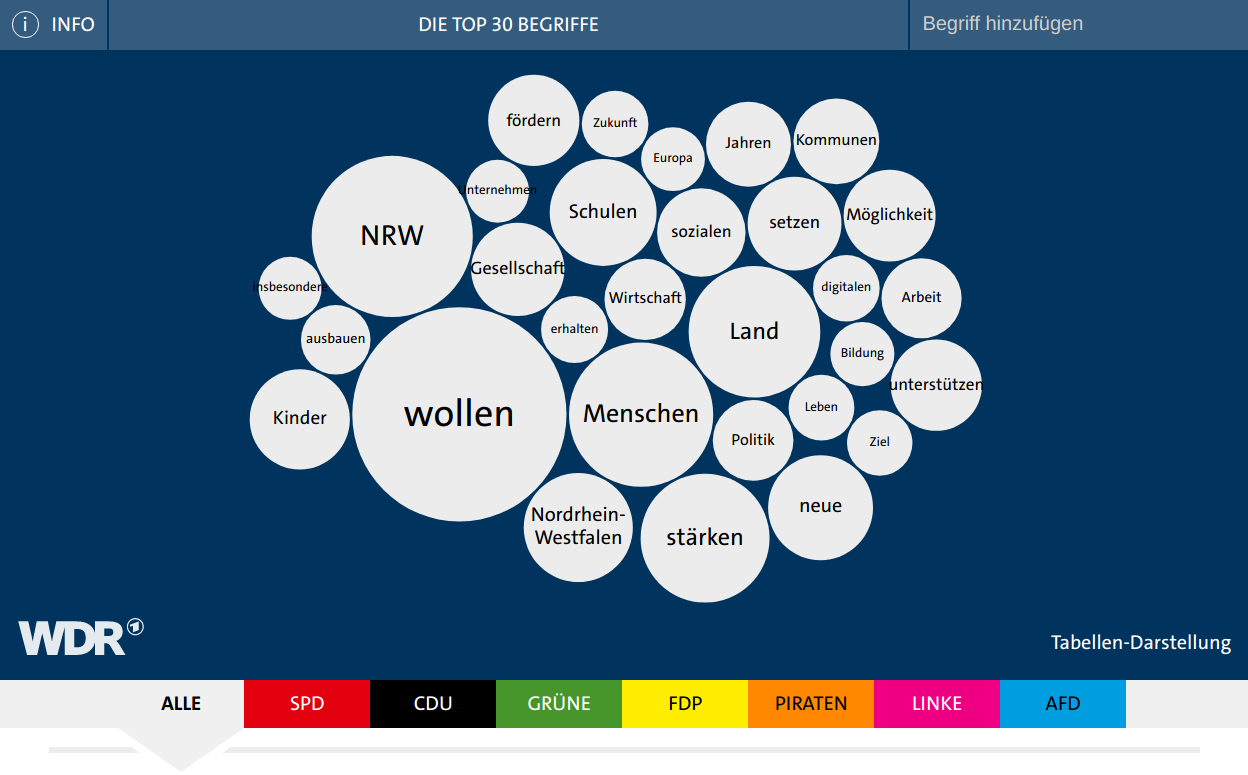 i INFO
DIE TOP 30 BEGRIFFE
Begriff hinzufügen
fördern
Zukunft
Europa
Jahren
Kommunen
Unternehmen
NRW
Schulen
sozialen
setzen
Möglichkeit
Gesellschaft
insbesondere
Wirtschaft
digitalen
Arbeit
ausbauen
erhalten
Land
Bildung
unterstützen
Kinder
wollen
Menschen
Leben
Politik
Ziel
Nordrhein-
Westfalen
stärken
neue
WDR
Tabellen-Darstellung
ALLE
SPD
CDU
GRÜNE
FDP
PIRATEN
LINKE
AFD